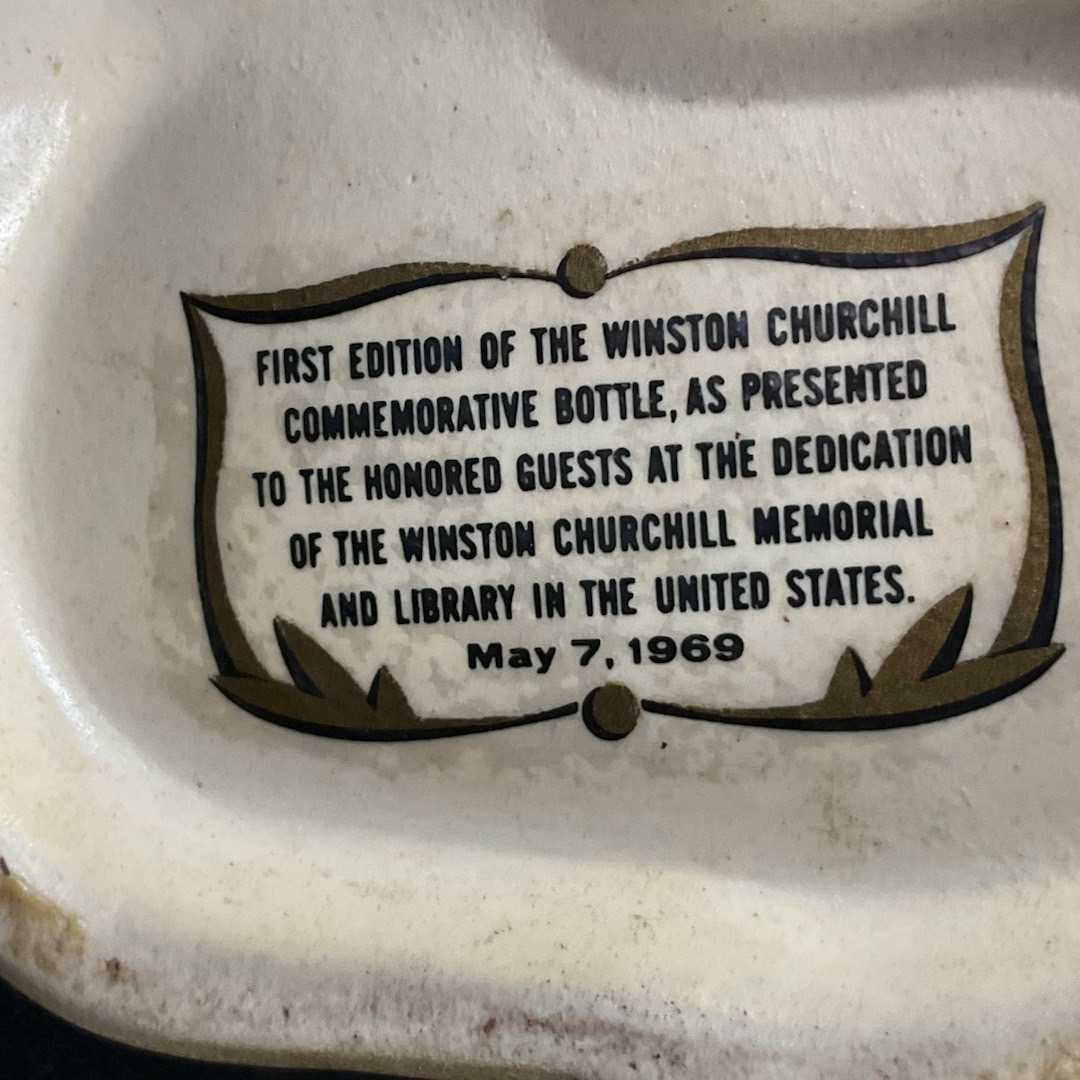 FIRST EDITION OF THE WINSTON CHURCHILL
COMMEMORATIVE BOTTLE, AS PRESENTED
TO THE HONORED GUESTS AT THE DEDICATION
OF THE WINSTON CHURCHILL MEMORIAL
AND LIBRARY IN THE UNITED STATES.
May 7, 1969